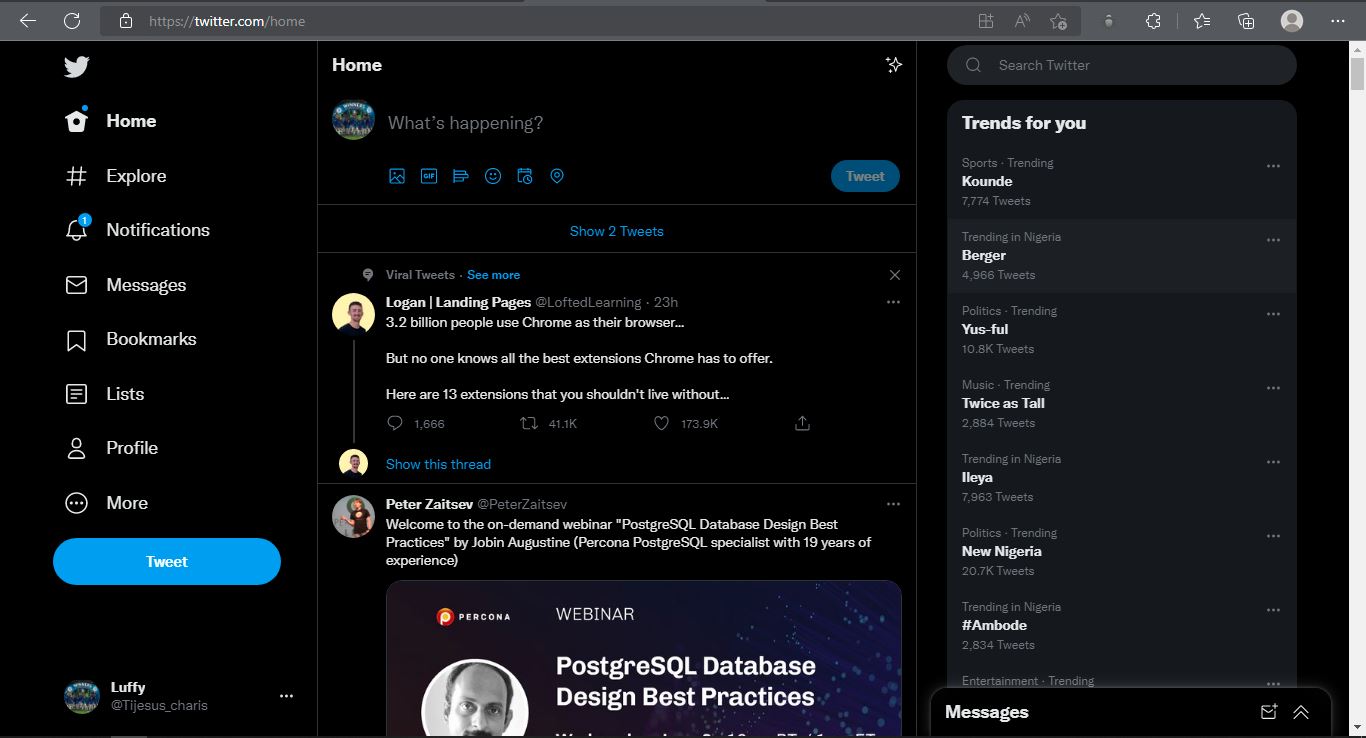 https://twitter.com/home
Home
Explore
1
Notifications
Messages
Bookmarks
Lists
Profile
More
Tweet
Luffy
@Tijesus_charis
Home
What's happening?
GIF
Tweet
Show 2 Tweets
Viral Tweets · See more
Logan | Landing Pages @LoftedLearning · 23h
3.2 billion people use Chrome as their browser...
But no one knows all the best extensions Chrome has to offer.
Here are 13 extensions that you shouldn't live without...
1,666 41.1K 173.9K
Show this thread
Peter Zaitsev @PeterZaitsev
Welcome to the on-demand webinar "PostgreSQL Database Design Best
Practices" by Jobin Augustine (Percona PostgreSQL specialist with 19 years of
experience)
PERCONA
WEBINAR
PostgreSQL Database
Design Best Practices
Search Twitter
Trends for you
Sports · Trending
Kounde
7,774 Tweets
Trending in Nigeria
Berger
4,966 Tweets
Politics · Trending
Yus-ful
10.8K Tweets
Music · Trending
Twice as Tall
2,884 Tweets
Trending in Nigeria
Ileya
7,963 Tweets
Politics · Trending
New Nigeria
20.7K Tweets
Trending in Nigeria
#Ambode
2,834 Tweets
Entertainment · Trending
Messages